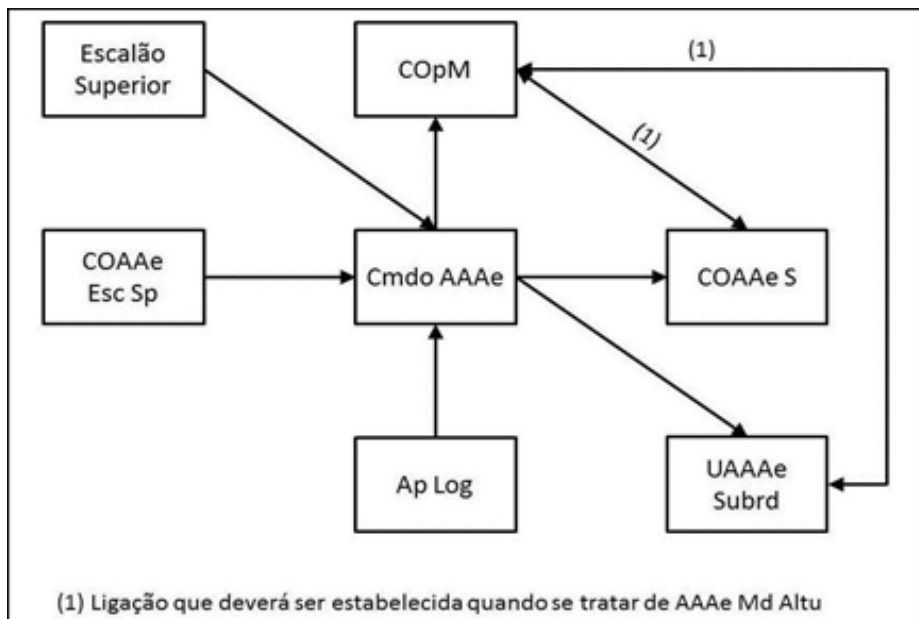 Escalão
Superior
COpM
(1)
(1)
COAAe
Esc Sp
Cmdo AAAe
COAAe S
Ap Log
UAAAe
Subrd
(1) Ligação que deverá ser estabelecida quando se tratar de AAAe Md Altu